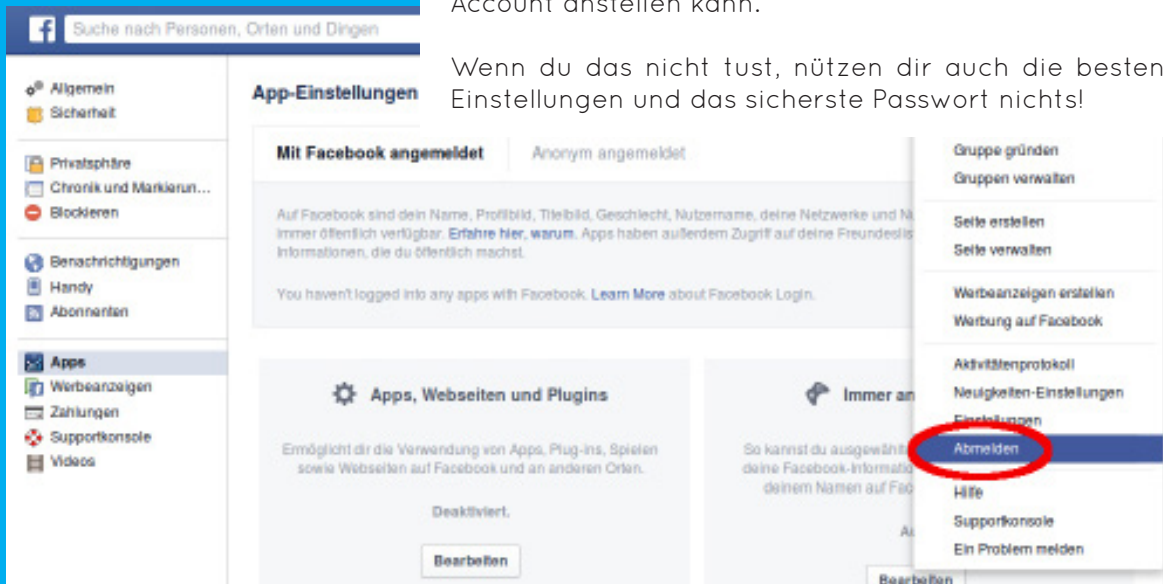 Account anstellen kann.
Wenn du das nicht tust, nützen dir auch die besten
Einstellungen und das sicherste Passwort nichts!
f
Suche nach Personen, Orten und Dingen
Allgemein
Sicherheit
Privatsphäre
Chronik und Markierun...
Blockieren
Benachrichtigungen
Handy
Abonnenten
Apps
Werbeanzeigen
Zahlungen
Supportkonsole
Videos
App-Einstellungen
Mit Facebook angemeldet
Anonym angemeldet
Auf Facebook sind dein Name, Profilbild, Titelbild, Geschlecht, Nutzername, deine Netzwerke und
immer öffentlich verfügbar. Erfahre hier, warum. Apps haben außerdem Zugriff auf deine
Informationen, die du öffentlich machst.
You haven't logged into any apps with Facebook. Learn More about Facebook Login.
Apps, Webseiten und Plugins
Ermöglicht dir die Verwendung von Apps, Plug-ins, Spielen
sowie Webseiten auf Facebook und an anderen Orten.
Deaktiviert.
Bearbeiten
Immer an
So kannst du
deine
deinem Namen auf
Bearbeiten
Gruppe gründen
Gruppen verwalten
Seite erstellen
Seite verwalten
Werbeanzeigen erstellen
Werbung auf Facebook
Aktivitätenprotokoll
Neuigkeiten-Einstellungen
Einstellungen
Abmelden
Hilfe
Supportkonsole
Ein Problem melden